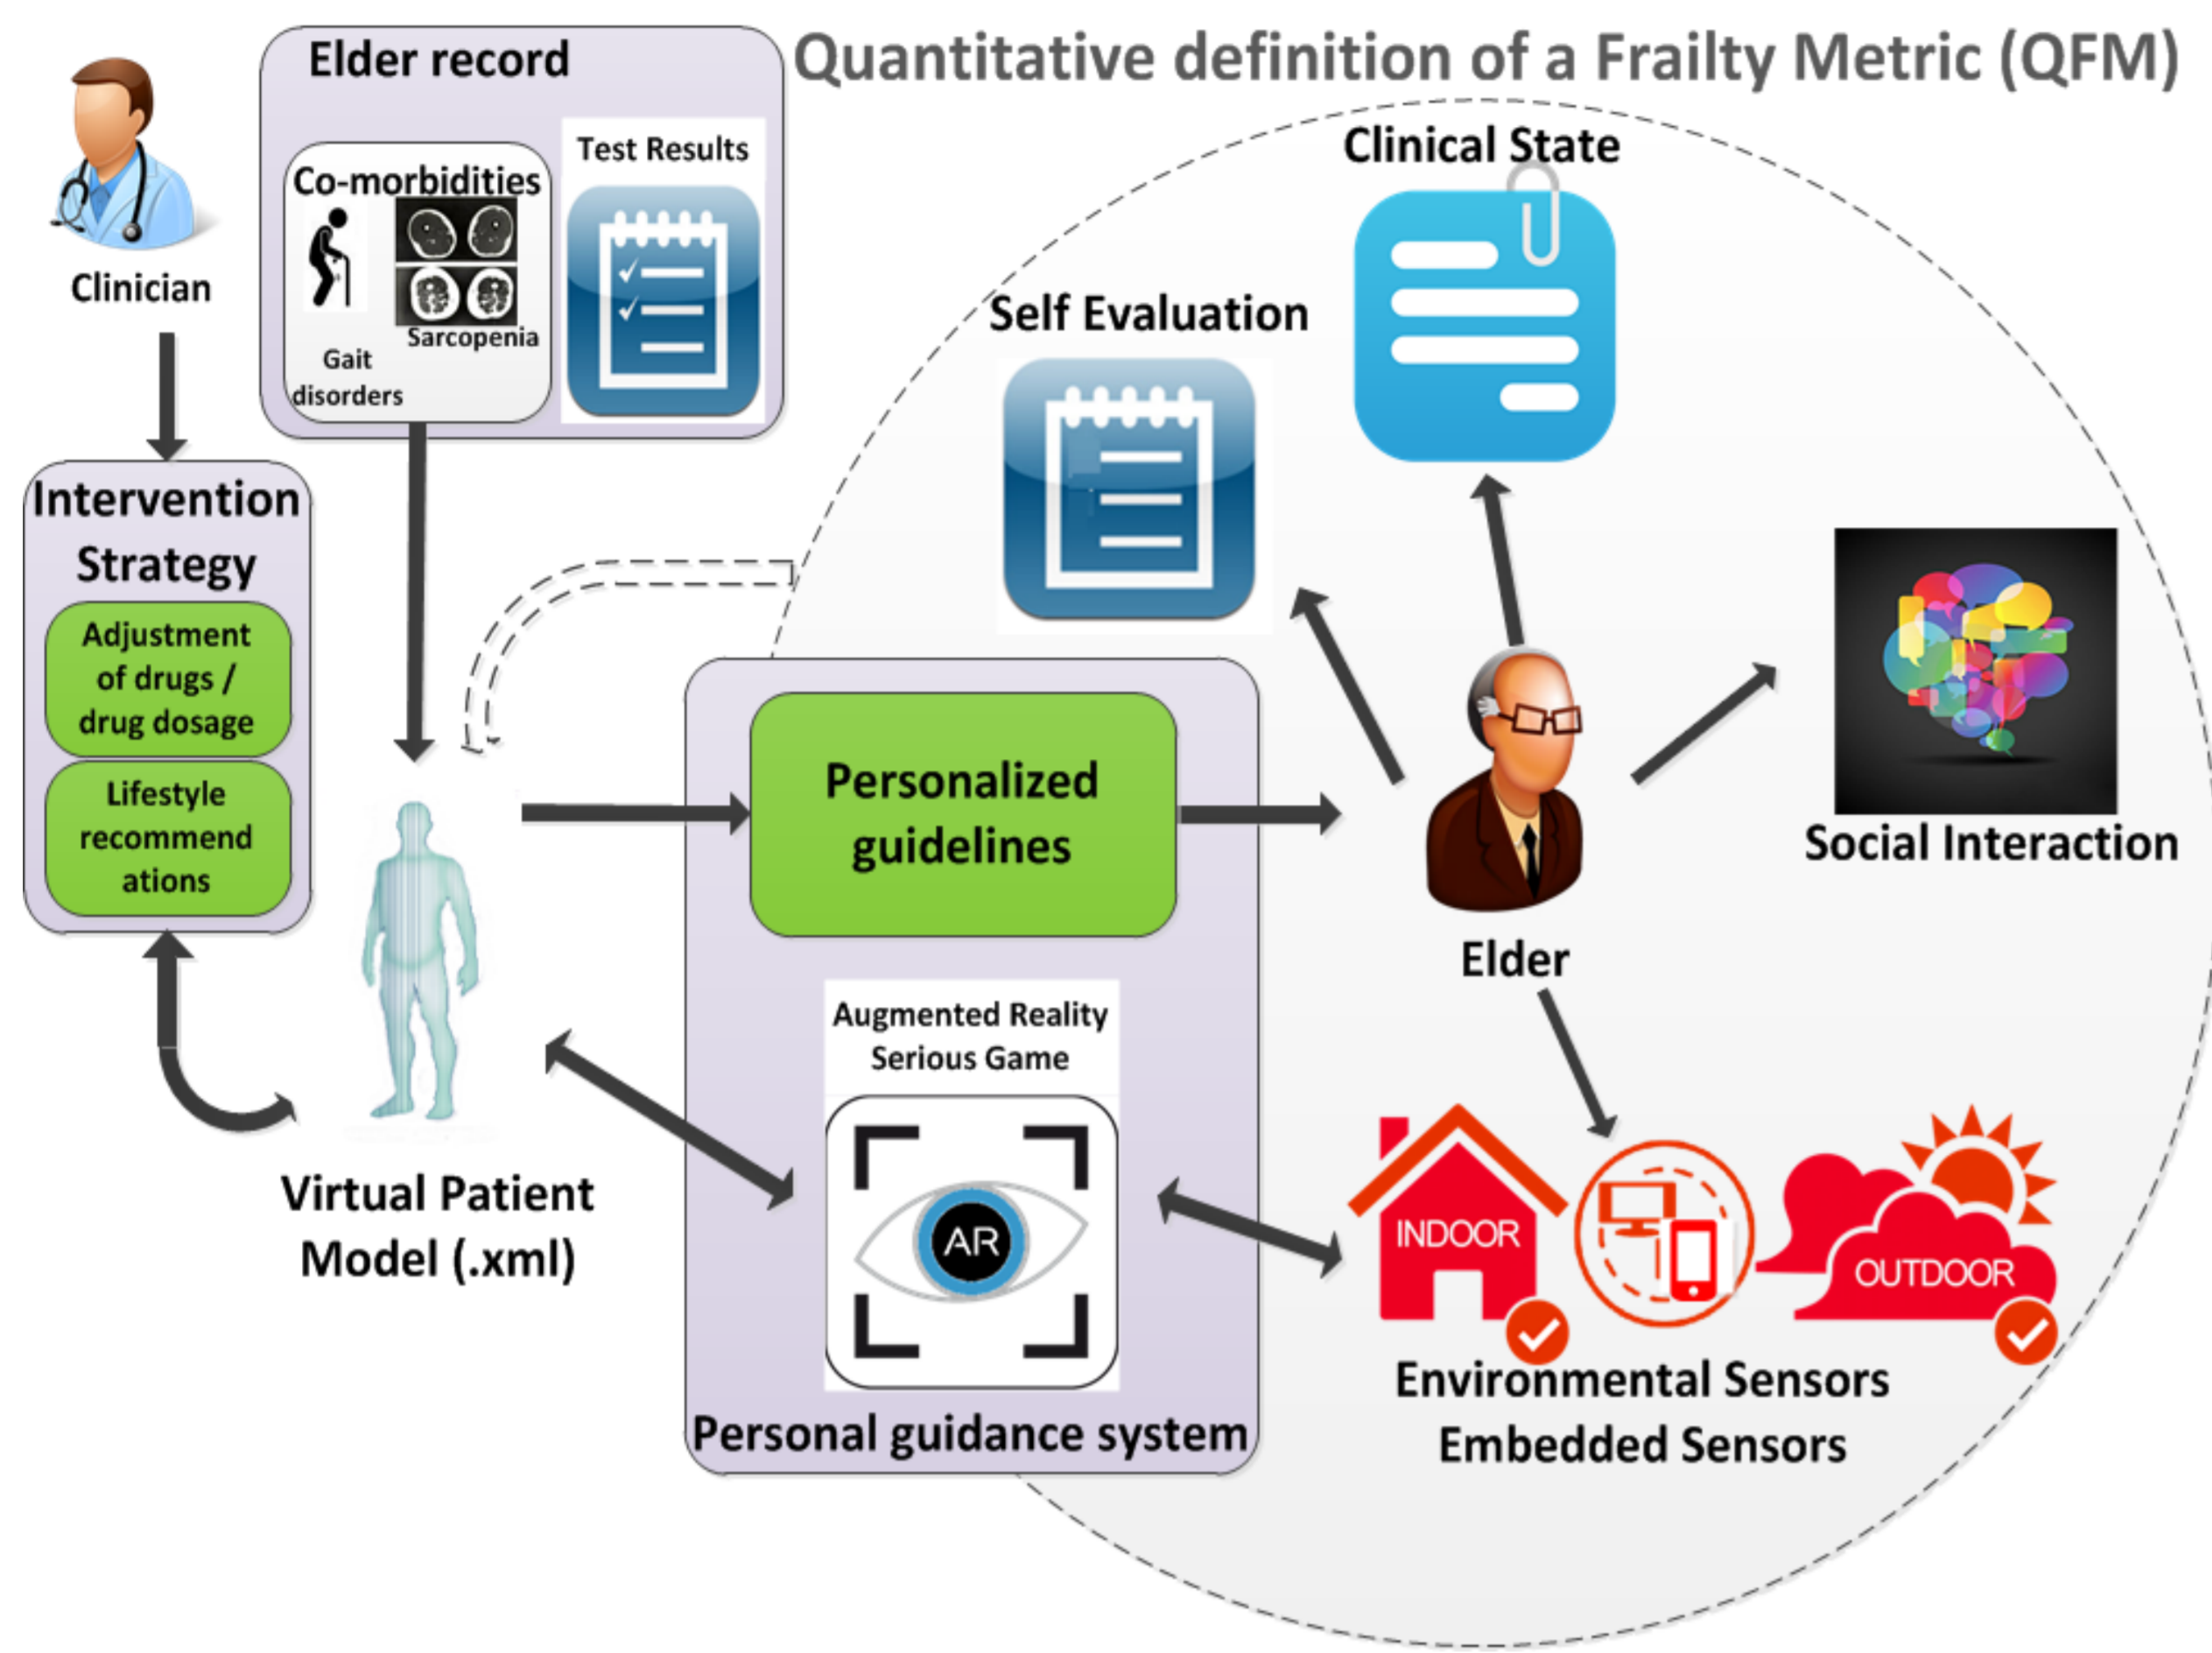 Quantitative definition of a Frailty Metric (QFM)
Clinician
Elder record
Co-morbidities
Sarcopenia
Gait
disorders
Test Results
Intervention
Strategy
Adjustment
of drugs /
drug dosage
Lifestyle
recommend
ations
Virtual Patient
Model (.xml)
Personalized
guidelines
Augmented Reality
Serious Game
AR
Personal guidance system
Self Evaluation
Clinical State
Social Interaction
Elder
INDOOR
OUTDOOR
Environmental Sensors
Embedded Sensors